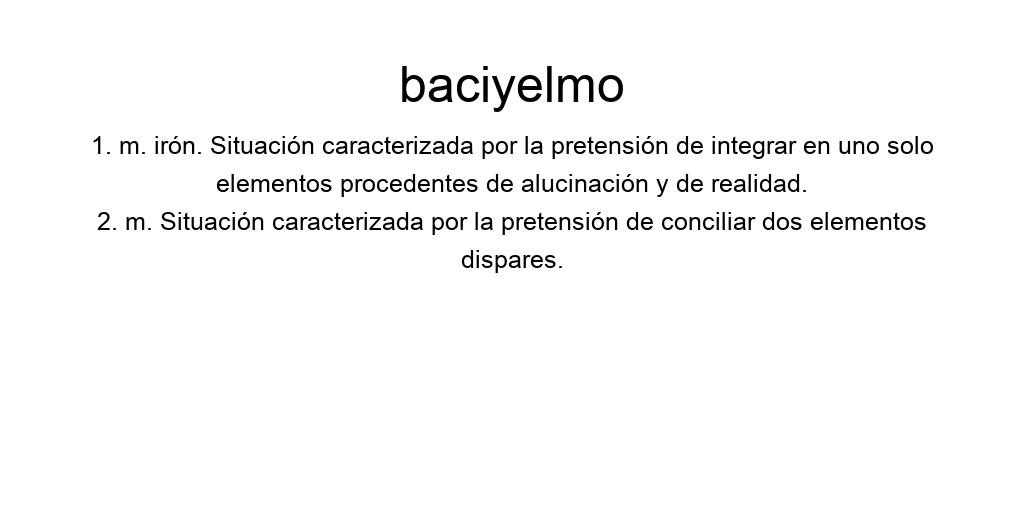 baciyelmo
1. m. irón. Situación caracterizada por la pretensión de integrar en uno solo
elementos procedentes de alucinación y de realidad.
2. m. Situación caracterizada por la pretensión de conciliar dos elementos
dispares.